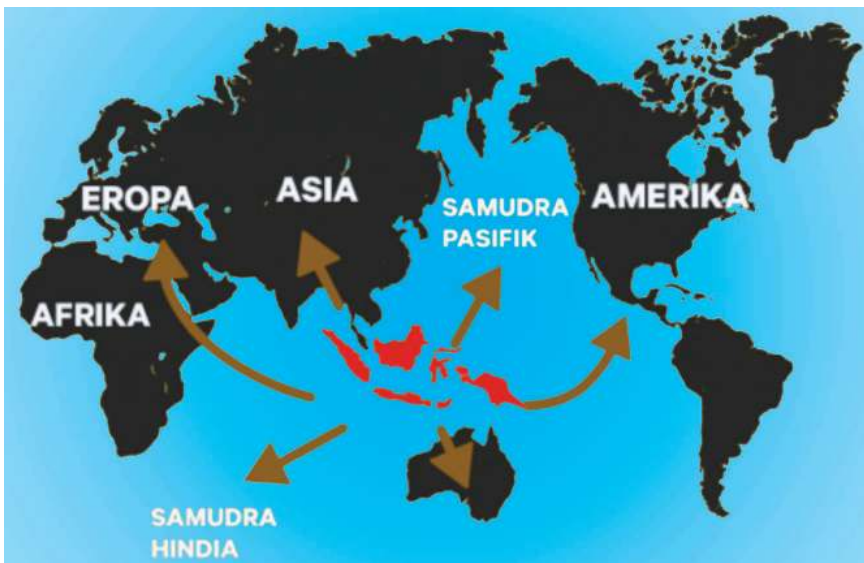 EROPA
ASIA
SAMUDRA
PASIFIK
AMERIKA
AFRIKA
SAMUDRA
HINDIA